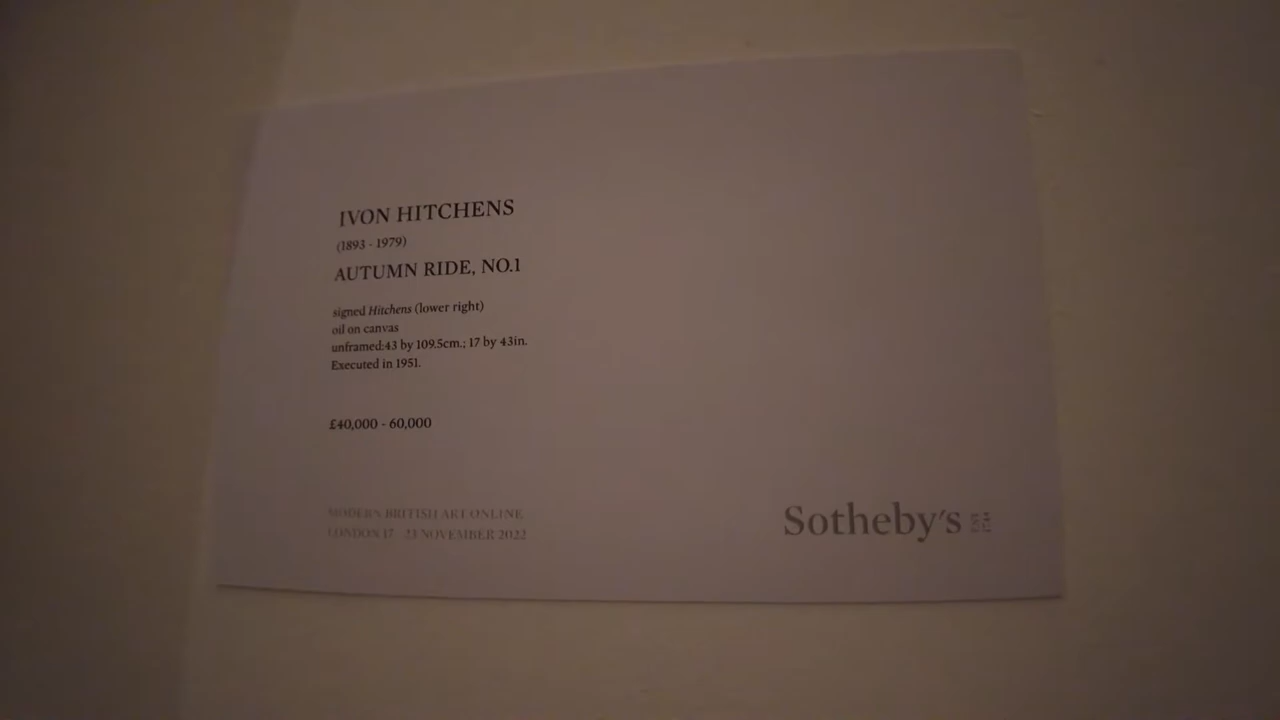 IVON HITCHENS
(1893 - 1979)
AUTUMN RIDE, NO.1
signed Hitchens (lower right)
oil on canvas
unframed:43 by 109.5cm.; 17 by 43in.
Executed in 1951.
£40,000 - 60,000
MODERN BRITISH ART ONLINE
LONDON 17 - 23 NOVEMBER 2022
Sotheby's